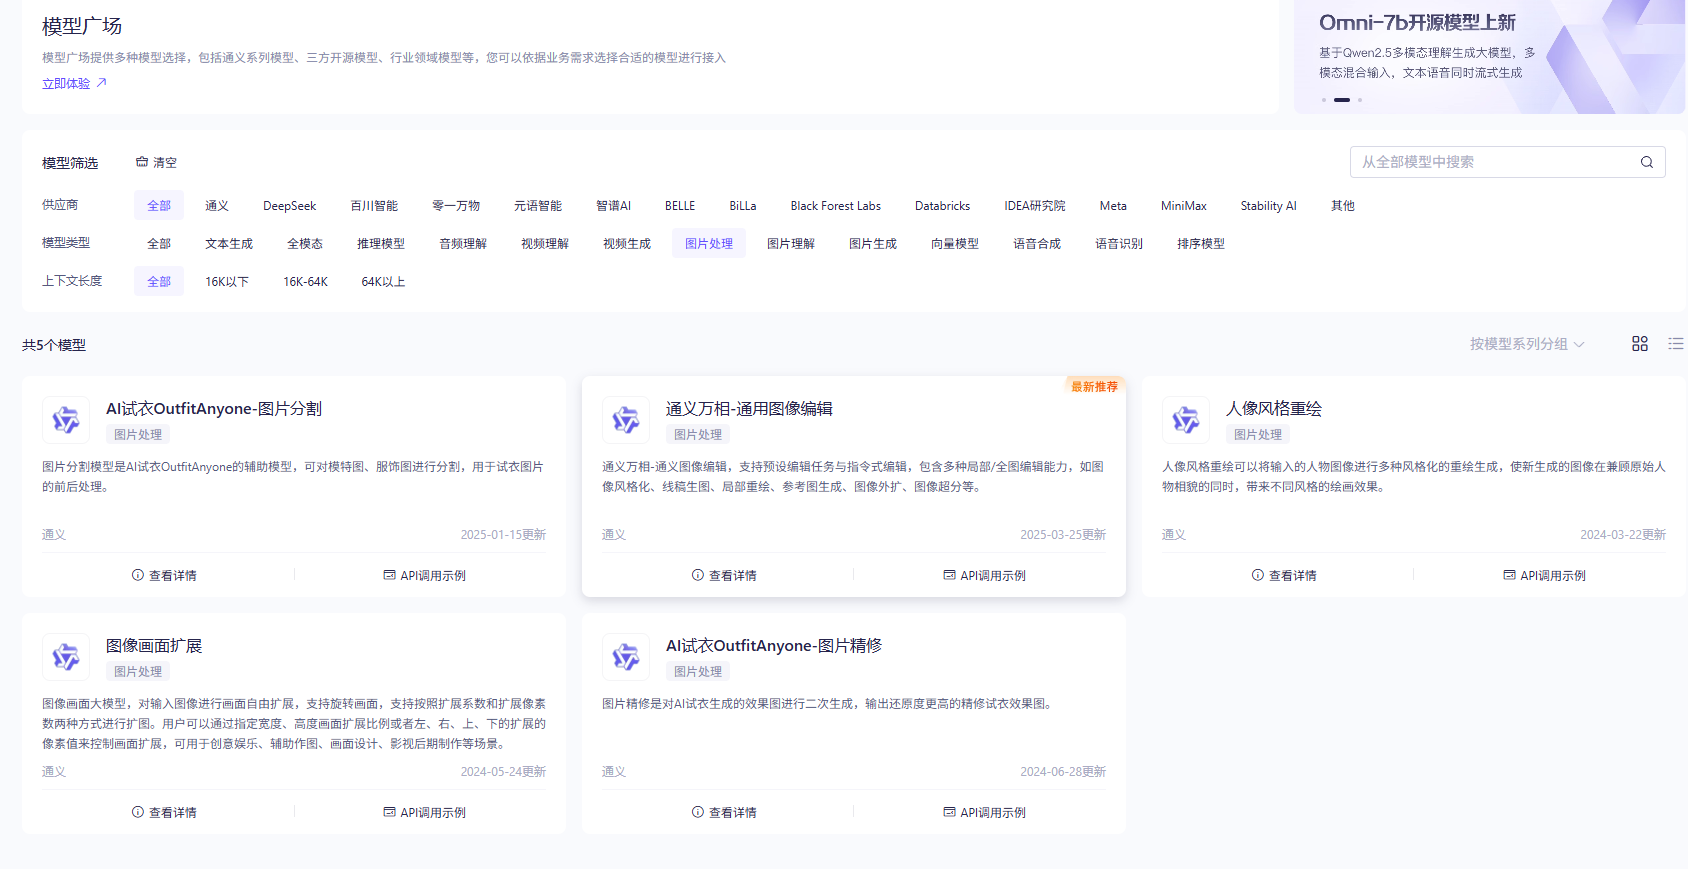 模型广场
模型广场提供多种模型选择，包括通义系列模型、三方开源模型、行业领域模型等，您可以依据业务需求选择合适的模型进行接入
立即体验
Omni-7b开源模型上新
基于Qwen2.5多模态理解生成大模型，多
模态混合输入，文本语音同时流式生成
模型筛选 清空
从全部模型中搜索
供应商 全部 通义 DeepSeek 百川智能 零一万物 元语智能 智谱AI BELLE BiLLa Black Forest Labs Databricks IDEA研究院 Meta MiniMax Stability AI 其他
模型类型 全部 文本生成 全模态 推理模型 音频理解 视频理解 视频生成 图片处理 图片理解 图片生成 向量模型 语音合成 语音识别 排序模型
上下文长度 全部 16K以下 16K-64K 64K以上
共5个模型
按模型系列分组
AI试衣OutfitAnyone-图片分割
图片处理
图片分割模型是AI试衣OutfitAnyone的辅助模型，可对模特图、服饰图进行分割，用于试衣图片
的前后处理。
通义 2025-01-15更新
查看详情 API调用示例
最新推荐
通义万相-通用图像编辑
图片处理
通义万相-通义图像编辑，支持预设编辑任务与指令式编辑，包含多种局部/全图编辑能力，如图
像风格化、线稿生图、局部重绘、参考图生成、图像外扩、图像超分等。
通义 2025-03-25更新
查看详情 API调用示例
人像风格重绘
图片处理
人像风格重绘可以将输入的人物图像进行多种风格化的重绘生成，使新生成的图像在兼顾原始人
物相貌的同时，带来不同风格的绘画效果。
通义 2024-03-22更新
查看详情 API调用示例
图像画面扩展
图片处理
图像画面大模型，对输入图像进行画面自由扩展，支持旋转画面，支持按照扩展系数和扩展像素
数两种方式进行扩图。用户可以通过指定宽度、高度画面扩展比例或者左、右、上、下的扩展的
像素值来控制画面扩展，可用于创意娱乐、辅助作图、画面设计、影视后期制作等场景。
通义 2024-05-24更新
查看详情 API调用示例
AI试衣OutfitAnyone-图片精修
图片处理
图片精修是对AI试衣生成的效果图进行二次生成，输出还原度更高的精修试衣效果图。
通义 2024-06-28更新
查看详情 API调用示例